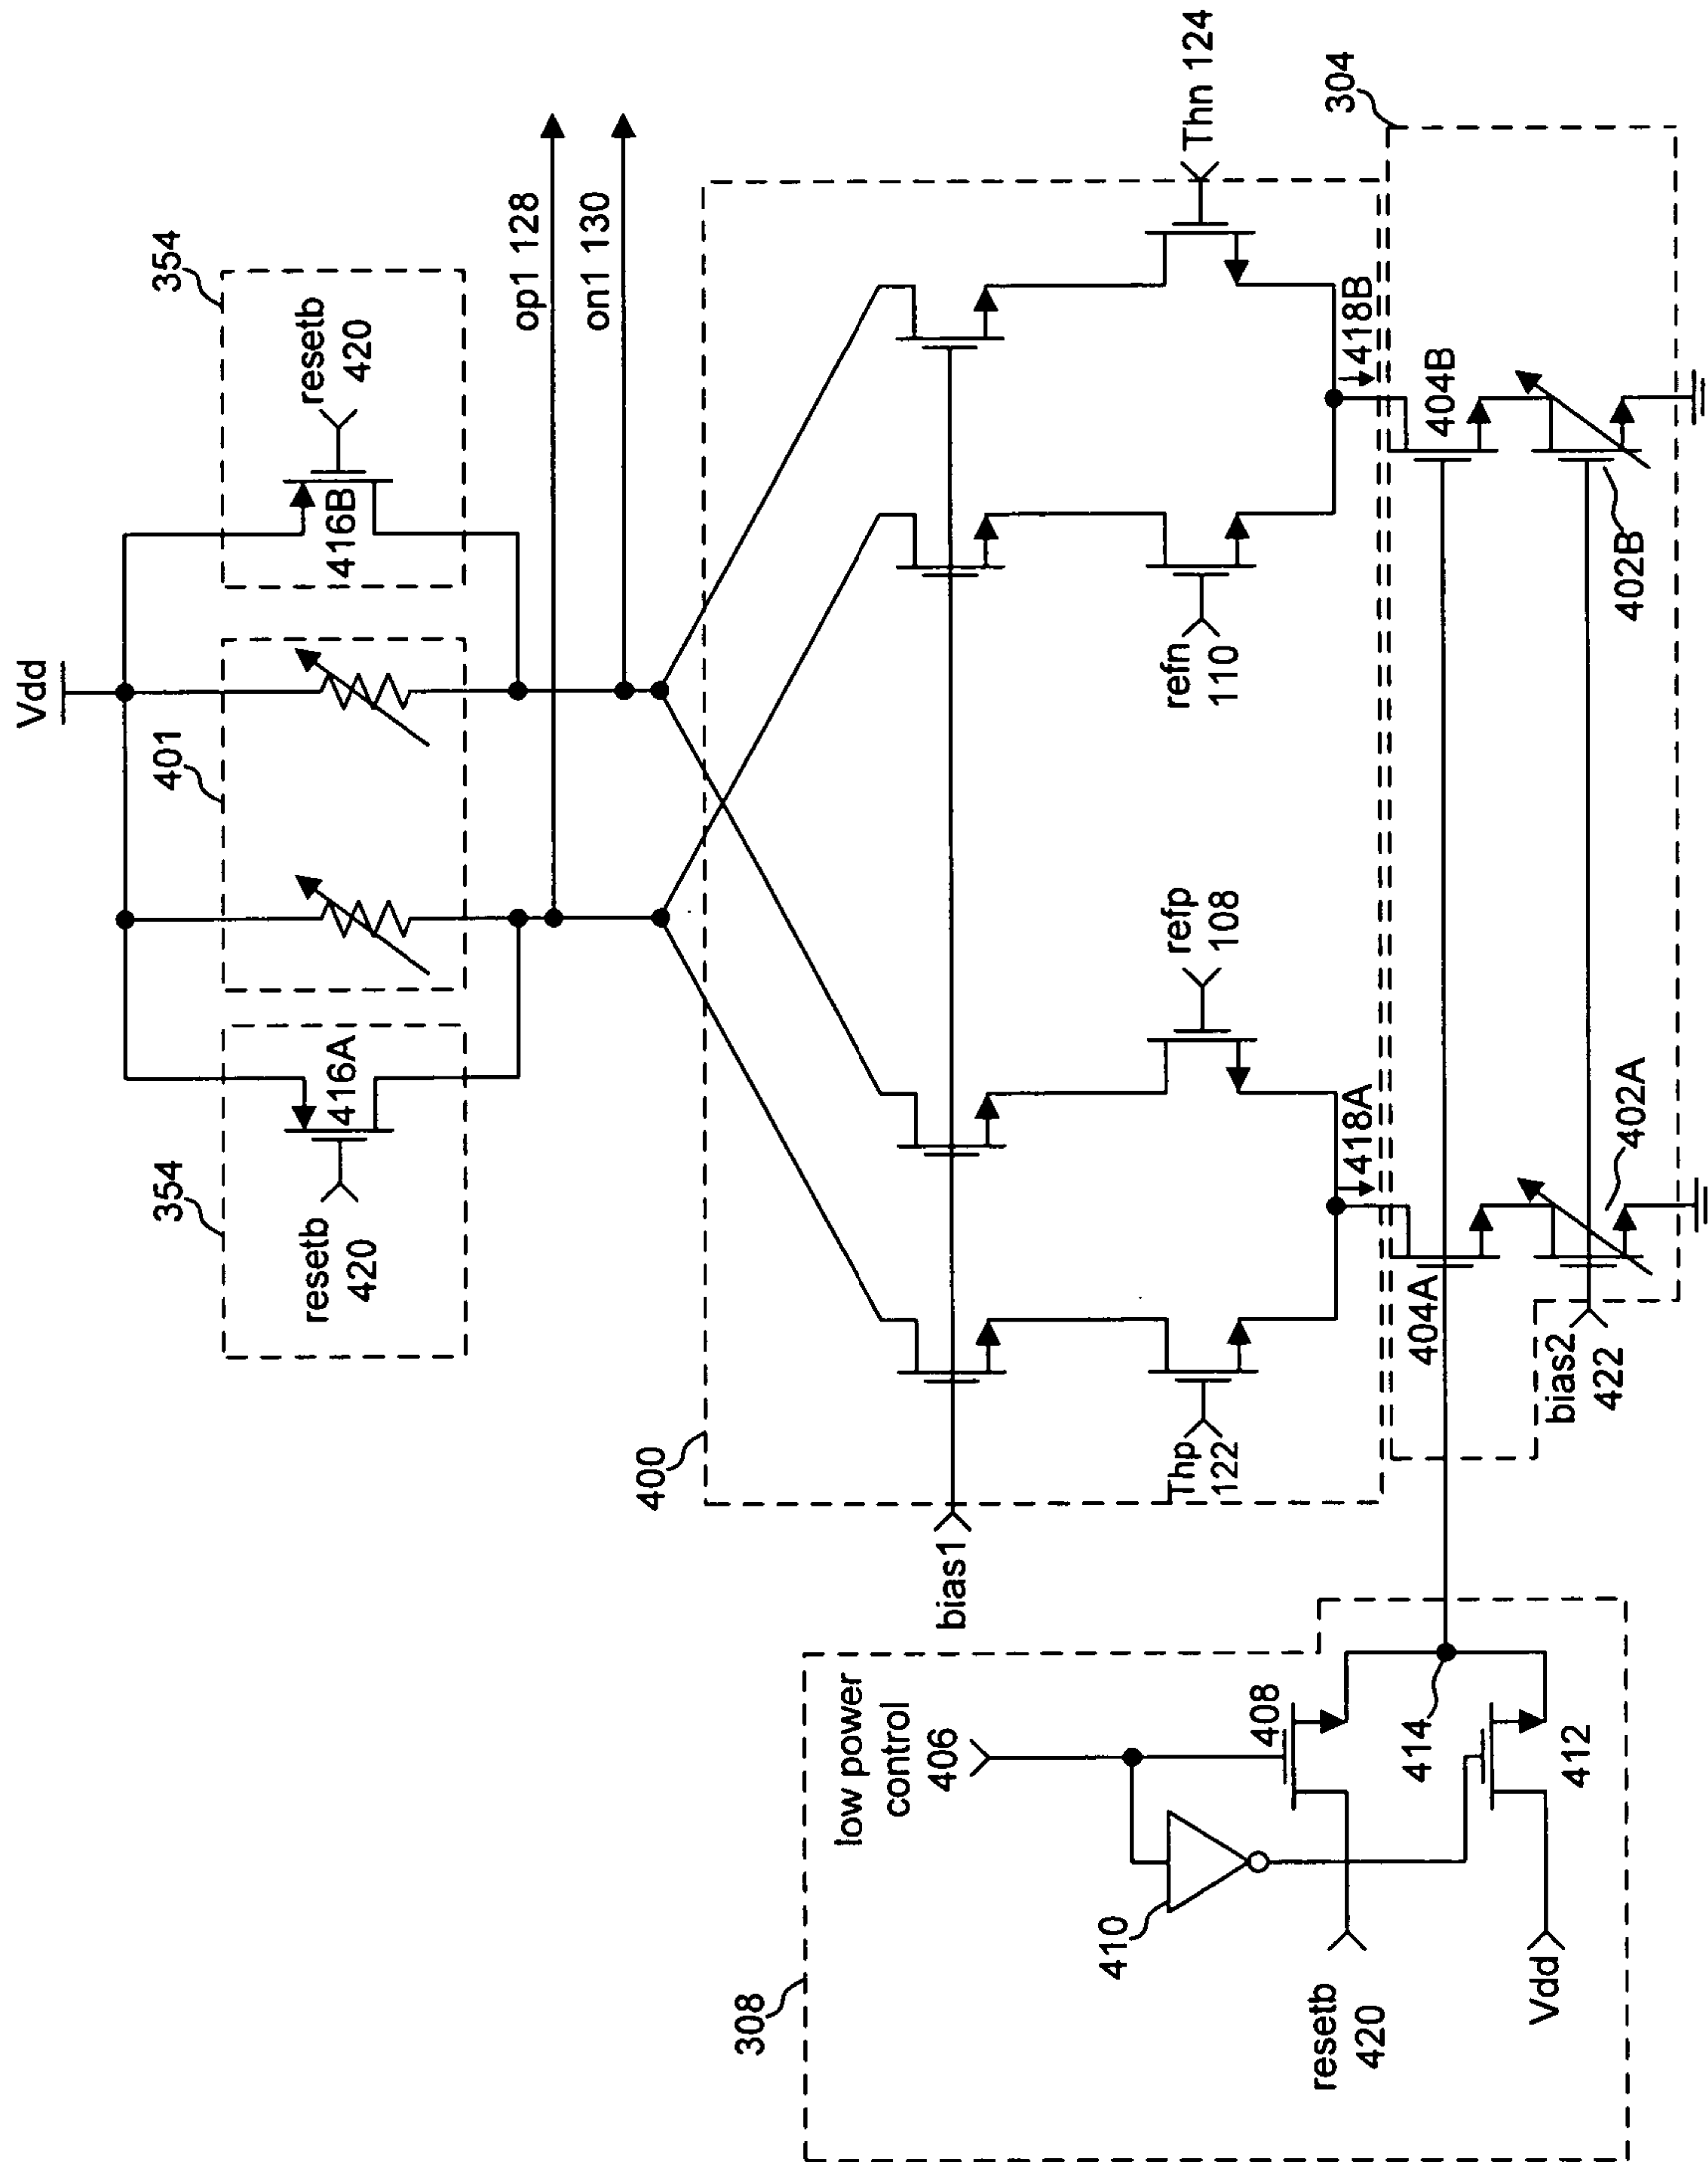 Vdd
354
resetb
420
416A
401
354
416B
resetb
420
op1 128
on1 130
400
bias1
Thp
122
refp
108
refn
110
Thn 124
418A
418B
304
404A
404B
402A
402B
bias2
422
308
low power
control
406
408
410
414
412
resetb
420
Vdd